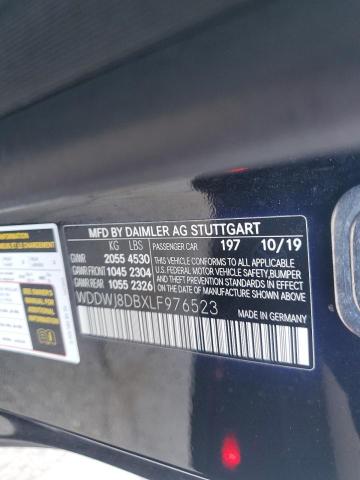 MFD BY DAIMLER AG STUTTGART
KG LBS PASSENGER CAR 197 10/19
GVWR 2055 4530
GAWR FRONT 1045 2304
GAWR REAR 1055 2326
THIS VEHICLE CONFORMS TO ALL APPLICABLE
U.S. FEDERAL MOTOR VEHICLE SAFETY, BUMPER
AND THEFT PREVENTION STANDARDS IN EFFECT
ON THE DATE OF MANUFACTURE SHOWN ABOVE.
WDDWJ8DBXLF976523
MADE IN GERMANY
INFORMATION